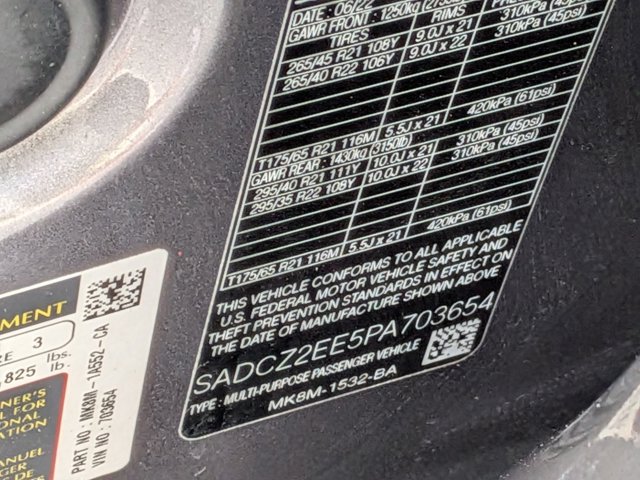 DATE: 06/22
GAWR FRONT : 1250kg
TIRES RIMS
265/45 R21 108Y 9.0J x 21 310kPa (45psi)
265/40 R22 106Y 9.0J x 22 310kPa (45psi)
T175/65 R21 116M 5.5J x 21 420kPa (61psi)
GAWR REAR : 1430kg (3150lb)
295/40 R21 111Y 10.0J x 21 310kPa (45psi)
295/35 R22 108Y 10.0J x 22 310kPa (45psi)
T175/65 R21 116M 5.5J x 21 420kPa (61psi)
THIS VEHICLE CONFORMS TO ALL APPLICABLE
U.S. FEDERAL MOTOR VEHICLE SAFETY AND
THEFT PREVENTION STANDARDS IN EFFECT ON
THE DATE OF MANUFACTURE SHOWN ABOVE.
SADCZ2EE5PA703654
TYPE : MULTI-PURPOSE PASSENGER VEHICLE
MK8M-1532-BA
3
825 lbs.
lb.
PART NO : MK8M-1A552-CA
VIN NO : 703654